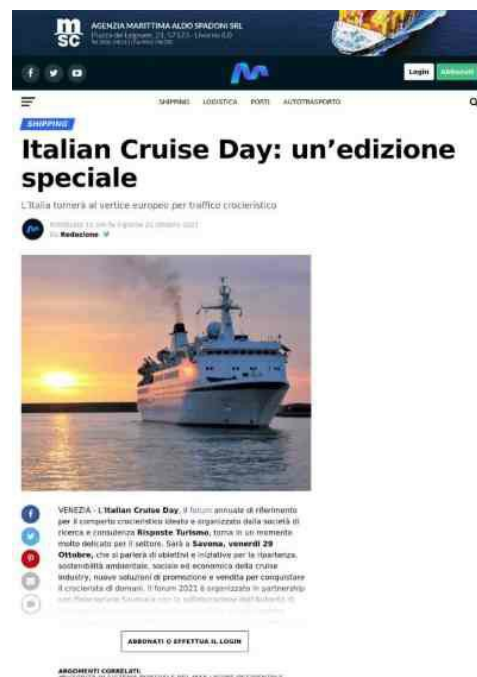 msc
AGENZIA MARITTIMA ALDO SPADONI SRL
Login
Abbonati
SHIPPING LOGISTICA PORTI AUTOTRASPORTO
SHIPPING
Italian Cruise Day: un’edizione
speciale
L'Italia tornerà al vertice europeo per traffico crocieristico
Redazione
VENEZIA - L'Italian Cruise Day, il forum annuale di riferimento
per il comparto crocieristico ideato e organizzato dalla società di
ricerca e consulenza Risposte Turismo, torna in un momento
molto delicato per il settore. Sarà a Savona, venerdì 29
Ottobre, che si parlerà di obiettivi e iniziative per la ripartenza,
sostenibilità ambientale, sociale ed economica della cruise
industry, nuove soluzioni di promozione e vendita per conquistare
il crocierista di domani. Il forum 2021 è organizzato in partnership
ABBONATI O EFFETTUA IL LOGIN
ARGOMENTI CORRELATI: